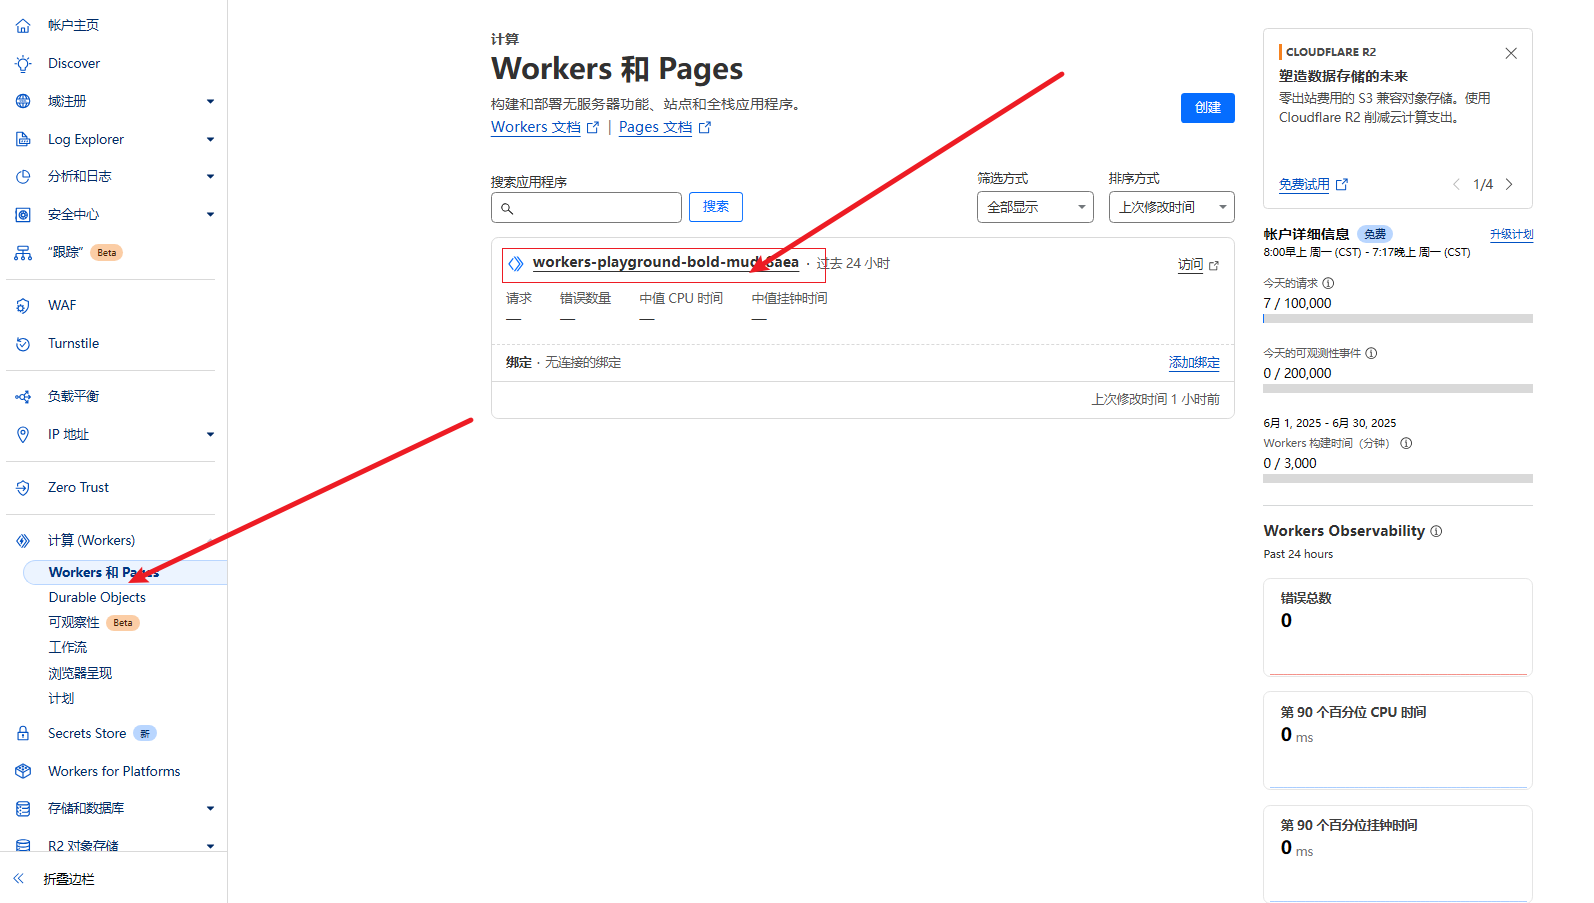 帐户主页
Discover
域注册
Log Explorer
分析和日志
安全中心
“跟踪” Beta
WAF
Turnstile
负载平衡
IP 地址
Zero Trust
计算 (Workers)
Workers 和 Pages
Durable Objects
可观察性 Beta
工作流
浏览器呈现
计划
Secrets Store 新
Workers for Platforms
存储和数据库
R2 对象存储
折叠边栏
计算
Workers 和 Pages
构建和部署无服务器功能、站点和全栈应用程序。
Workers 文档 | Pages 文档
创建
搜索应用程序
搜索
筛选方式
全部显示
排序方式
上次修改时间
workers-playground-bold-mud-8aea · 过去 24 小时
访问
请求 错误数量 中值 CPU 时间 中值挂钟时间
— — — —
绑定 · 无连接的绑定
添加绑定
上次修改时间 1 小时前
CLOUDFLARE R2
塑造数据存储的未来
零出站费用的 S3 兼容对象存储。使用
Cloudflare R2 削减云计算支出。
免费试用
1/4
帐户详细信息 免费 升级计划
8:00早上 周一 (CST) - 7:17晚上 周一 (CST)
今天的请求
7 / 100,000
今天的可观测性事件
0 / 200,000
6月 1, 2025 - 6月 30, 2025
Workers 构建时间（分钟）
0 / 3,000
Workers Observability
Past 24 hours
错误总数
0
第 90 个百分位 CPU 时间
0 ms
第 90 个百分位挂钟时间
0 ms